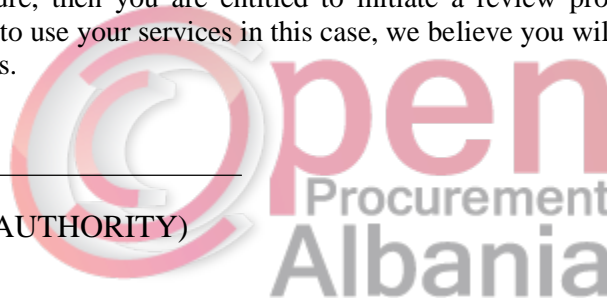 ure, then you are entitled to initiate a review pro
to use your services in this case, we believe you wil
s.
AUTHORITY)
Open
Procurement
Albania